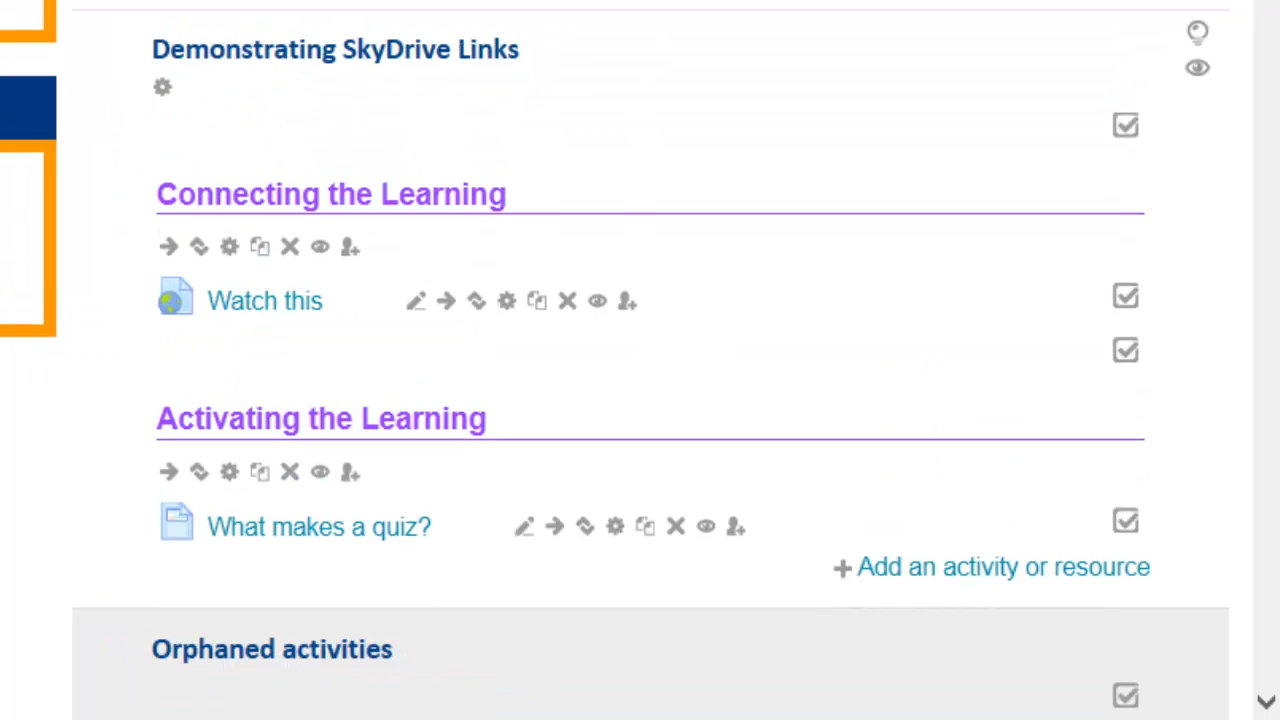 Demonstrating SkyDrive Links
Connecting the Learning
Watch this
Activating the Learning
What makes a quiz?
Add an activity or resource
Orphaned activities